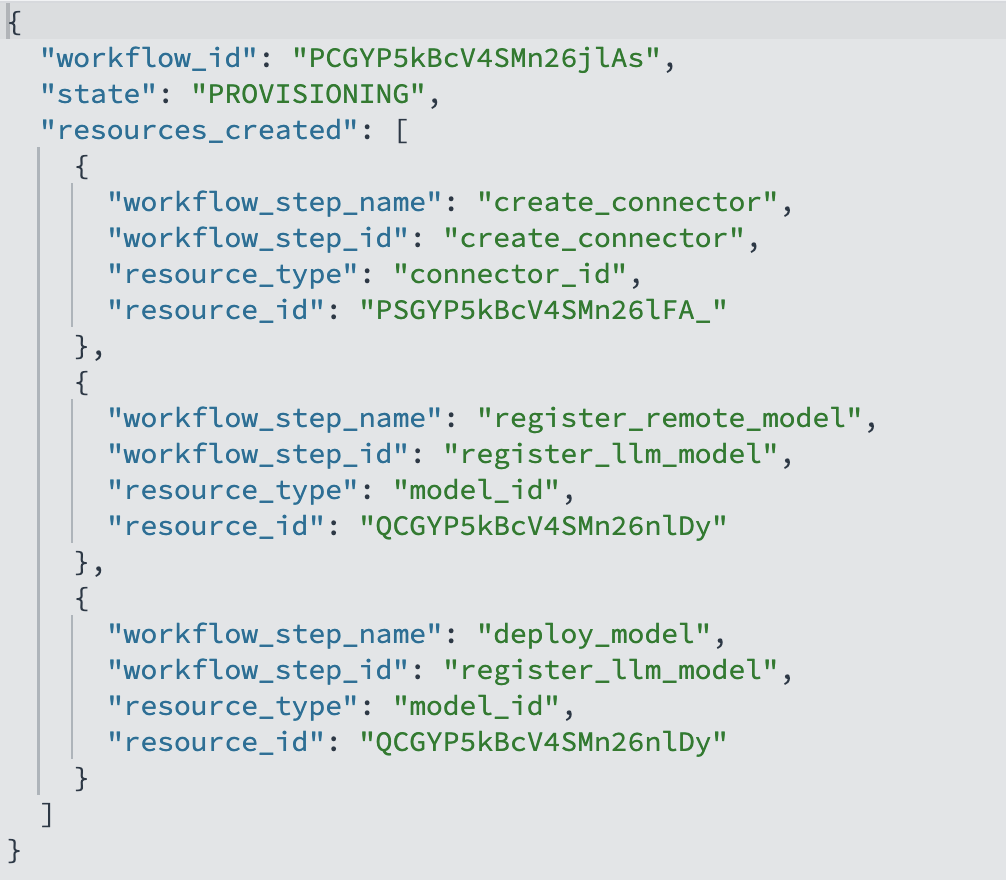 {
  "workflow_id": "PCGYP5kBcV4SMn26jlAs",
  "state": "PROVISIONING",
  "resources_created": [
    {
      "workflow_step_name": "create_connector",
      "workflow_step_id": "create_connector",
      "resource_type": "connector_id",
      "resource_id": "PSGYP5kBcV4SMn26lFA_"
    },
    {
      "workflow_step_name": "register_remote_model",
      "workflow_step_id": "register_llm_model",
      "resource_type": "model_id",
      "resource_id": "QCGYP5kBcV4SMn26nlDy"
    },
    {
      "workflow_step_name": "deploy_model",
      "workflow_step_id": "register_llm_model",
      "resource_type": "model_id",
      "resource_id": "QCGYP5kBcV4SMn26nlDy"
    }
  ]
}